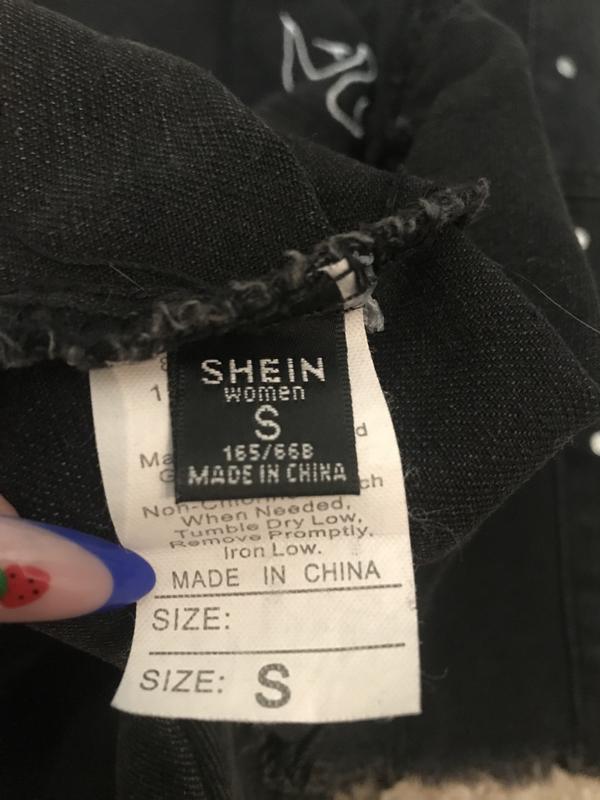 SHEIN
women
S
165/66B
MADE IN CHINA
When Needed,
Tumble Dry Low,
Remove Promptly.
Iron Low.
MADE IN CHINA
SIZE:
SIZE: S